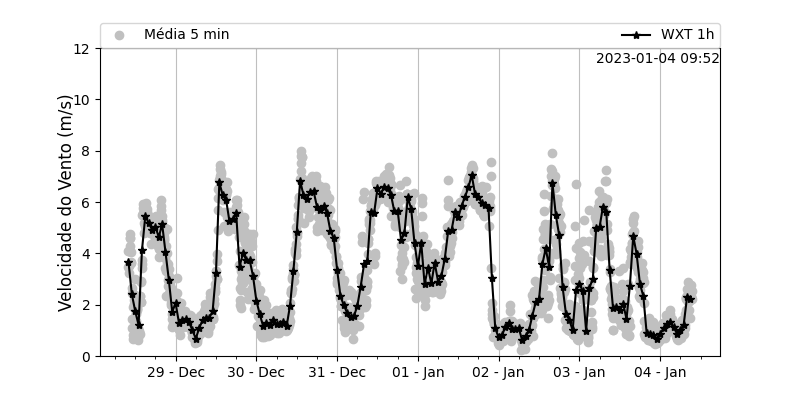 Média 5 min
WXT 1h
2023-01-04 09:52
Velocidade do Vento (m/s)
12
10
8
6
4
2
0
29 - Dec
30 - Dec
31 - Dec
01 - Jan
02 - Jan
03 - Jan
04 - Jan